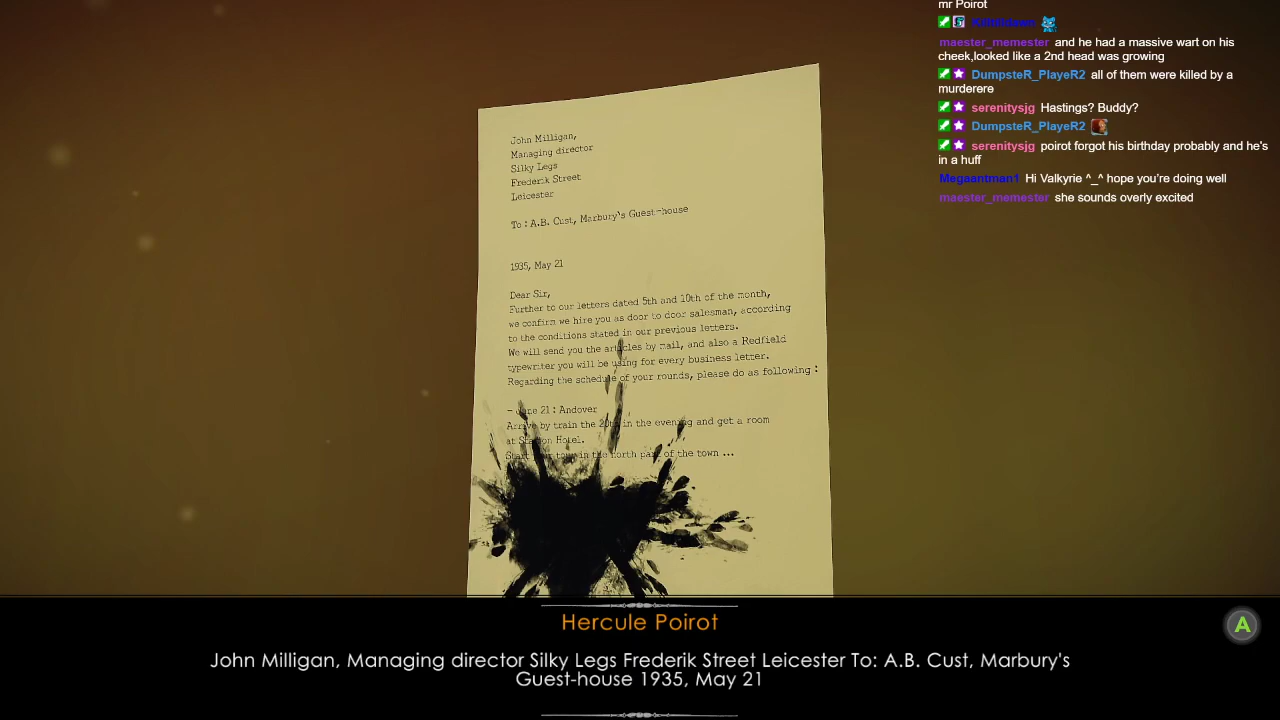 mr Poirot
Killtilldawn
maester_memester and he had a massive wart on his
cheek,looked like a 2nd head was growing
DumpsteR_PlayeR2 all of them were killed by a
murderere
serenitysjg Hastings? Buddy?
DumpsteR_PlayeR2
serenitysjg poirot forgot his birthday probably and he's
in a huff
Megaantman1 Hi Valkyrie ^_^ hope you're doing well
maester_memester she sounds overly excited
John Milligan,
Managing director
Silky Legs
Frederik Street
Leicester
To : A.B. Cust, Marbury's Guest-house
1935, May 21
Dear Sir,
Further to our letters dated 5th and 10th of the month,
we confirm we hire you as door to door salesman, according
to the conditions stated in our previous letters.
We will send you the articles by mail, and also a Redfield
typewriter you will be using for every business letter.
Regarding the schedule of your rounds, please do as following :
- June 21 : Andover
Arrive by train the 20th in the evening and get a room
at Station Hotel.
Start your tour in the north part of the town ...
Hercule Poirot
A
John Milligan, Managing director Silky Legs Frederik Street Leicester To: A.B. Cust, Marbury's
Guest-house 1935, May 21